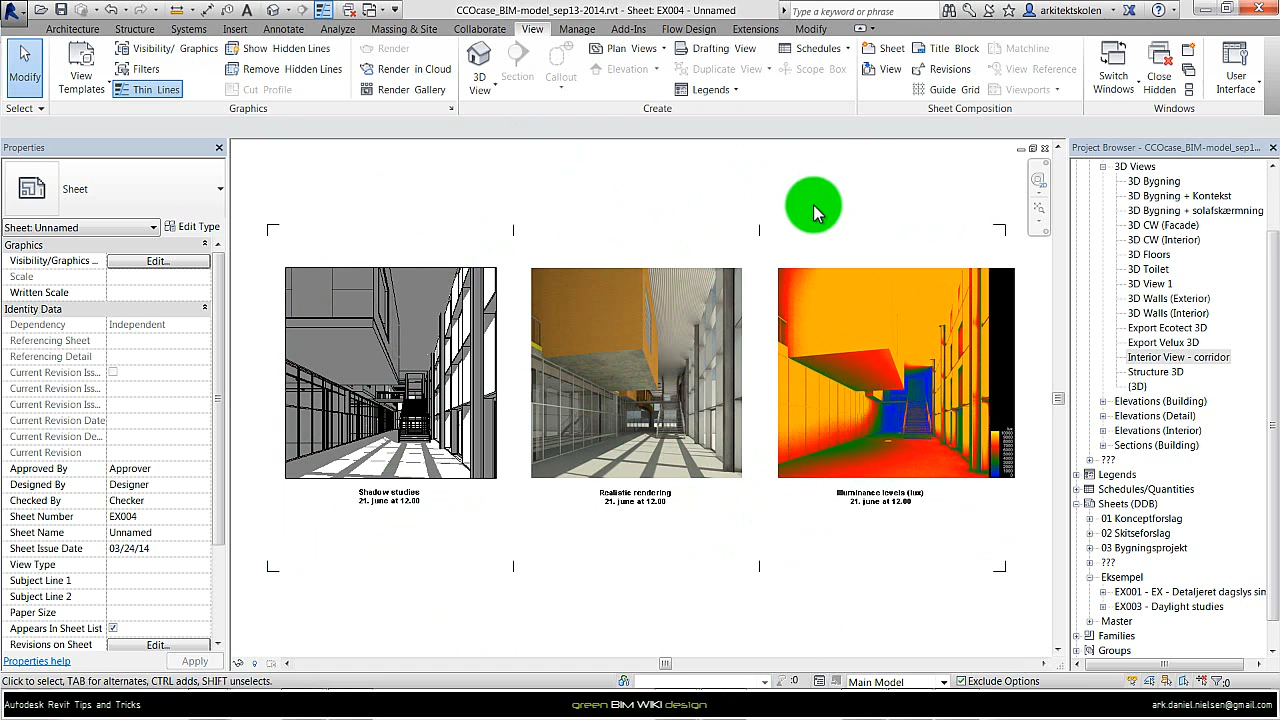 CCOcase_BIM-model_sep13-2014.rvt - Sheet: EX004 - Unnamed
Type a keyword or phrase
arkitektskolen
Architecture Structure Systems Insert Annotate Analyze Massing & Site Collaborate View Manage Add-Ins Flow Design Extensions Modify
Modify
View
Templates
Visibility/ Graphics
Filters
Thin Lines
Show Hidden Lines
Remove Hidden Lines
Cut Profile
Render
Render in Cloud
Render Gallery
3D
View
Section
Callout
Plan Views
Elevation
Drafting View
Duplicate View
Legends
Schedules
Scope Box
Sheet
View
Title Block
Revisions
Guide Grid
Matchline
View Reference
Viewports
Switch
Windows
Close
Hidden
User
Interface
Select
Graphics
Create
Sheet Composition
Windows
Properties
Sheet
Sheet: Unnamed
Edit Type
Graphics
Visibility/Graphics ... Edit...
Scale
Written Scale
Identity Data
Dependency Independent
Referencing Sheet
Referencing Detail
Current Revision Iss...
Current Revision Iss...
Current Revision Iss...
Current Revision Date
Current Revision De...
Current Revision
Approved By Approver
Designed By Designer
Checked By Checker
Sheet Number EX004
Sheet Name Unnamed
Sheet Issue Date 03/24/14
View Type
Subject Line 1
Subject Line 2
Paper Size
Appears In Sheet List
Revisions on Sheet Edit...
Properties help
Apply
Shadow studies
21. june at 12.00
Realistic rendering
21. june at 12.00
Illuminance levels (lux)
21. june at 12.00
Project Browser - CCOcase_BIM-model_sep1...
3D Views
3D Bygning
3D Bygning + Kontekst
3D Bygning + solafskærmning
3D CW (Facade)
3D CW (Interior)
3D Floors
3D Toilet
3D View 1
3D Walls (Exterior)
3D Walls (Interior)
Export Ecotect 3D
Export Velux 3D
Interior View - corridor
Structure 3D
{3D}
Elevations (Building)
Elevations (Detail)
Elevations (Interior)
Sections (Building)
???
Legends
Schedules/Quantities
Sheets (DDB)
01 Konceptforslag
02 Skitseforslag
03 Bygningsprojekt
???
Eksempel
EX001 - EX - Detaljeret dagslys sim
EX003 - Daylight studies
Master
Families
Groups
Click to select, TAB for alternates, CTRL adds, SHIFT unselects.
:0
Main Model
Exclude Options
:0
Autodesk Revit Tips and Tricks
green BIM WIKI design
ark.daniel.nielsen@gmail.com